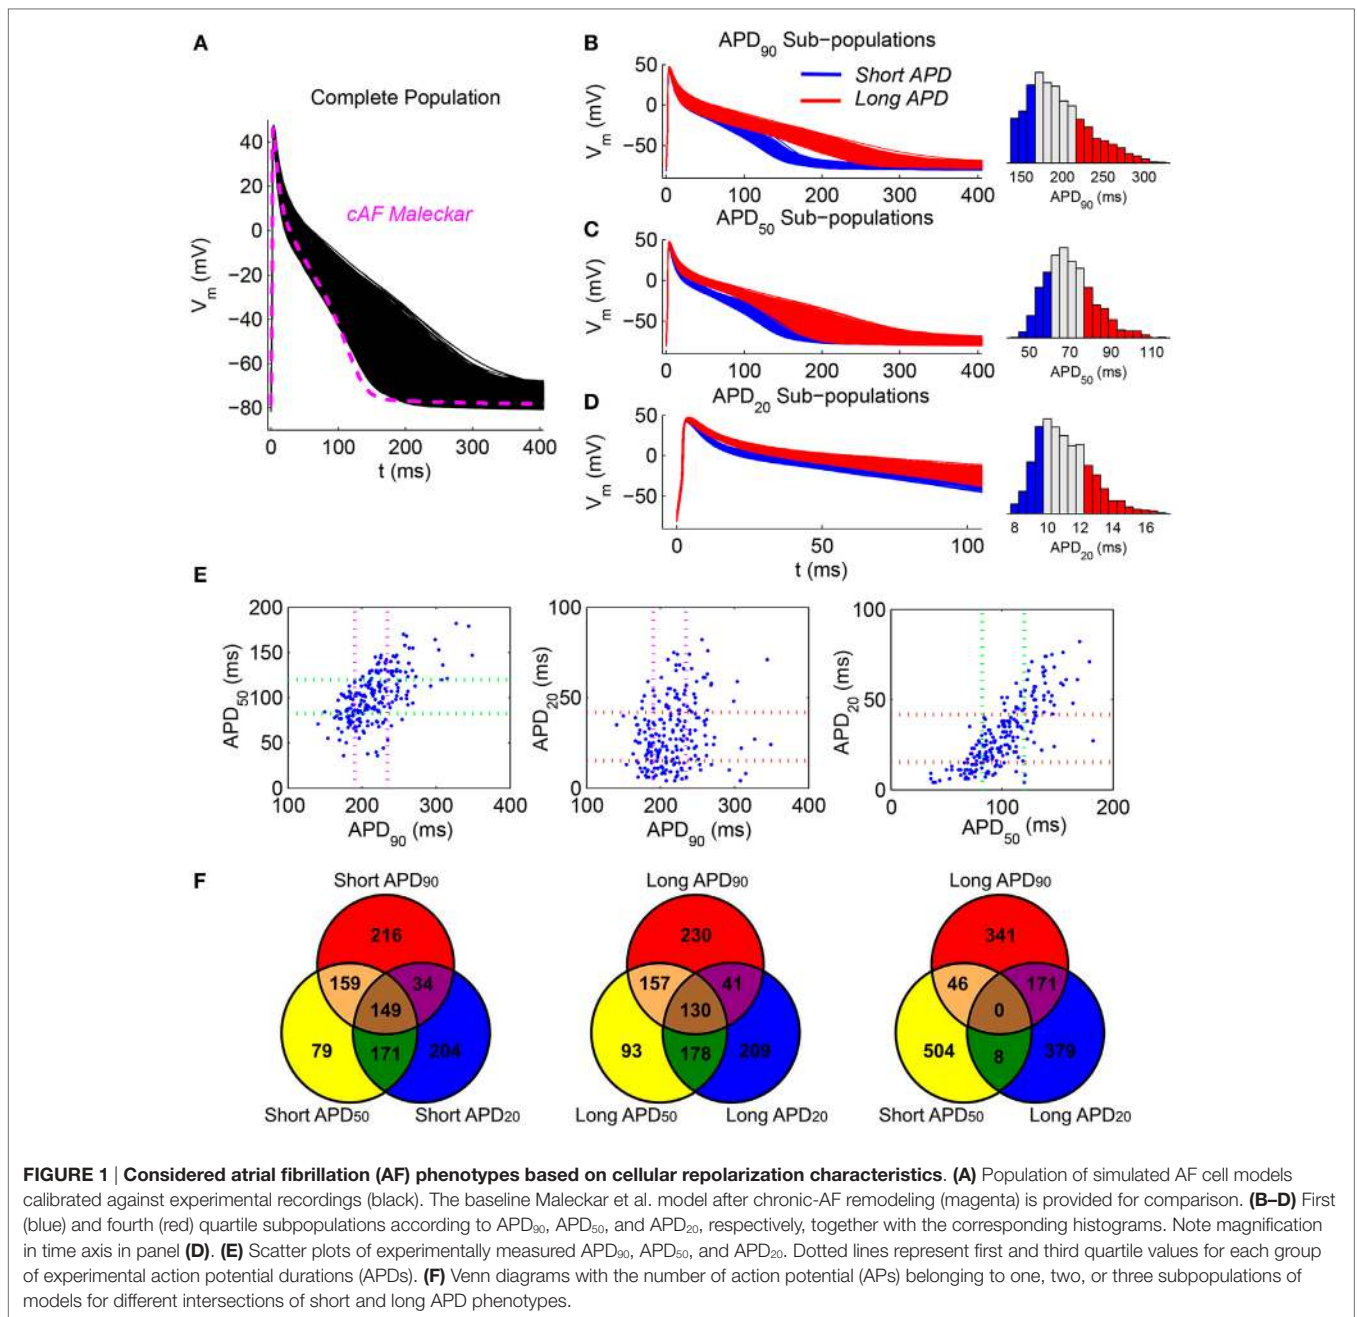 A
Complete Population
cAF Maleckar
40
20
0
−20
−40
−60
−80
Vm (mV)
0 100 200 300 400
t (ms)
B
APD90 Sub−populations
Short APD
Long APD
50
0
−50
Vm (mV)
0 100 200 300 400
150 200 250 300
APD90 (ms)
C
APD50 Sub−populations
50
0
−50
Vm (mV)
0 100 200 300 400
50 70 90 110
APD50 (ms)
D
APD20 Sub−populations
50
0
−50
Vm (mV)
0 50 100
t (ms)
8 10 12 14 16
APD20 (ms)
E
200
150
100
50
0
APD50 (ms)
100 200 300 400
APD90 (ms)
100
50
0
APD20 (ms)
100 200 300 400
APD90 (ms)
100
50
0
APD20 (ms)
0 100 200
APD50 (ms)
F
Short APD90
216
159 34
149
79 171 204
Short APD50 Short APD20
Long APD90
230
157 41
130
93 178 209
Long APD50 Long APD20
Long APD90
341
46 171
0
504 8 379
Short APD50 Long APD20
FIGURE 1 | Considered atrial fibrillation (AF) phenotypes based on cellular repolarization characteristics. (A) Population of simulated AF cell models
calibrated against experimental recordings (black). The baseline Maleckar et al. model after chronic-AF remodeling (magenta) is provided for comparison. (B–D) First
(blue) and fourth (red) quartile subpopulations according to APD90, APD50, and APD20, respectively, together with the corresponding histograms. Note magnification
in time axis in panel (D). (E) Scatter plots of experimentally measured APD90, APD50, and APD20. Dotted lines represent first and third quartile values for each group
of experimental action potential durations (APDs). (F) Venn diagrams with the number of action potential (APs) belonging to one, two, or three subpopulations of
models for different intersections of short and long APD phenotypes.